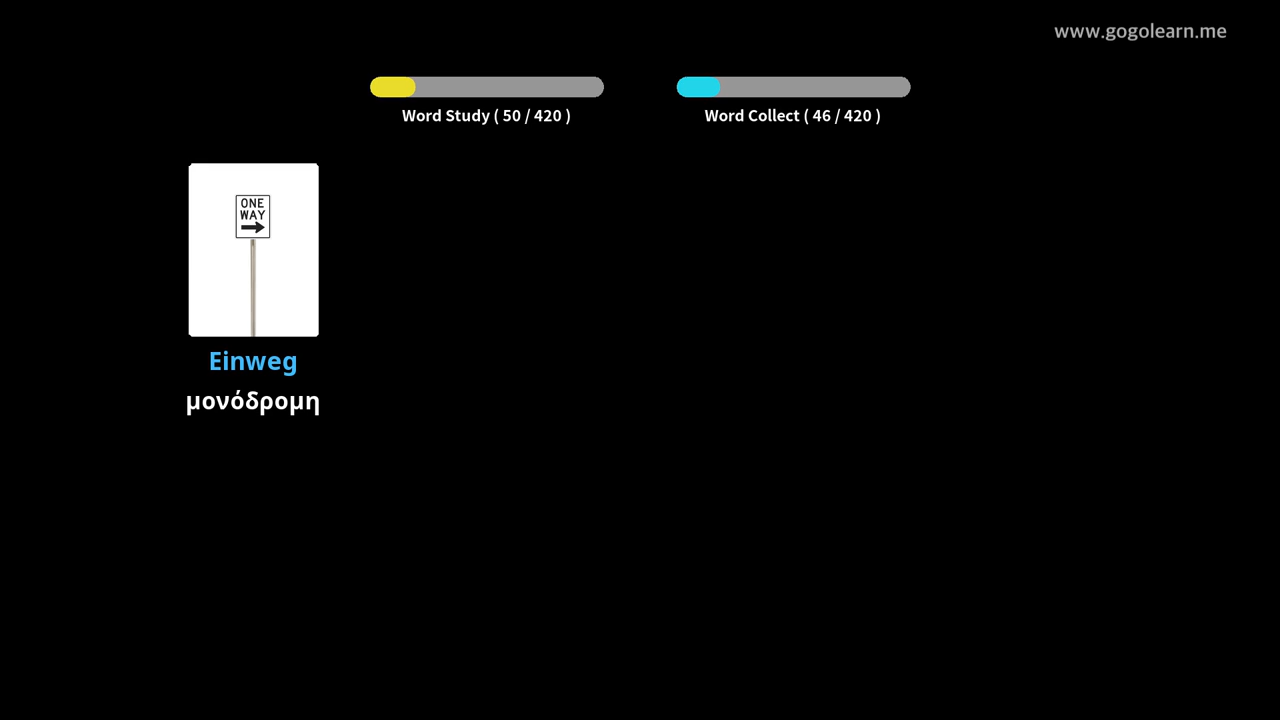 www.gogolearn.me
Word Study ( 50 / 420 )
Word Collect ( 46 / 420 )
ONE
WAY
Einweg
μονόδρομη